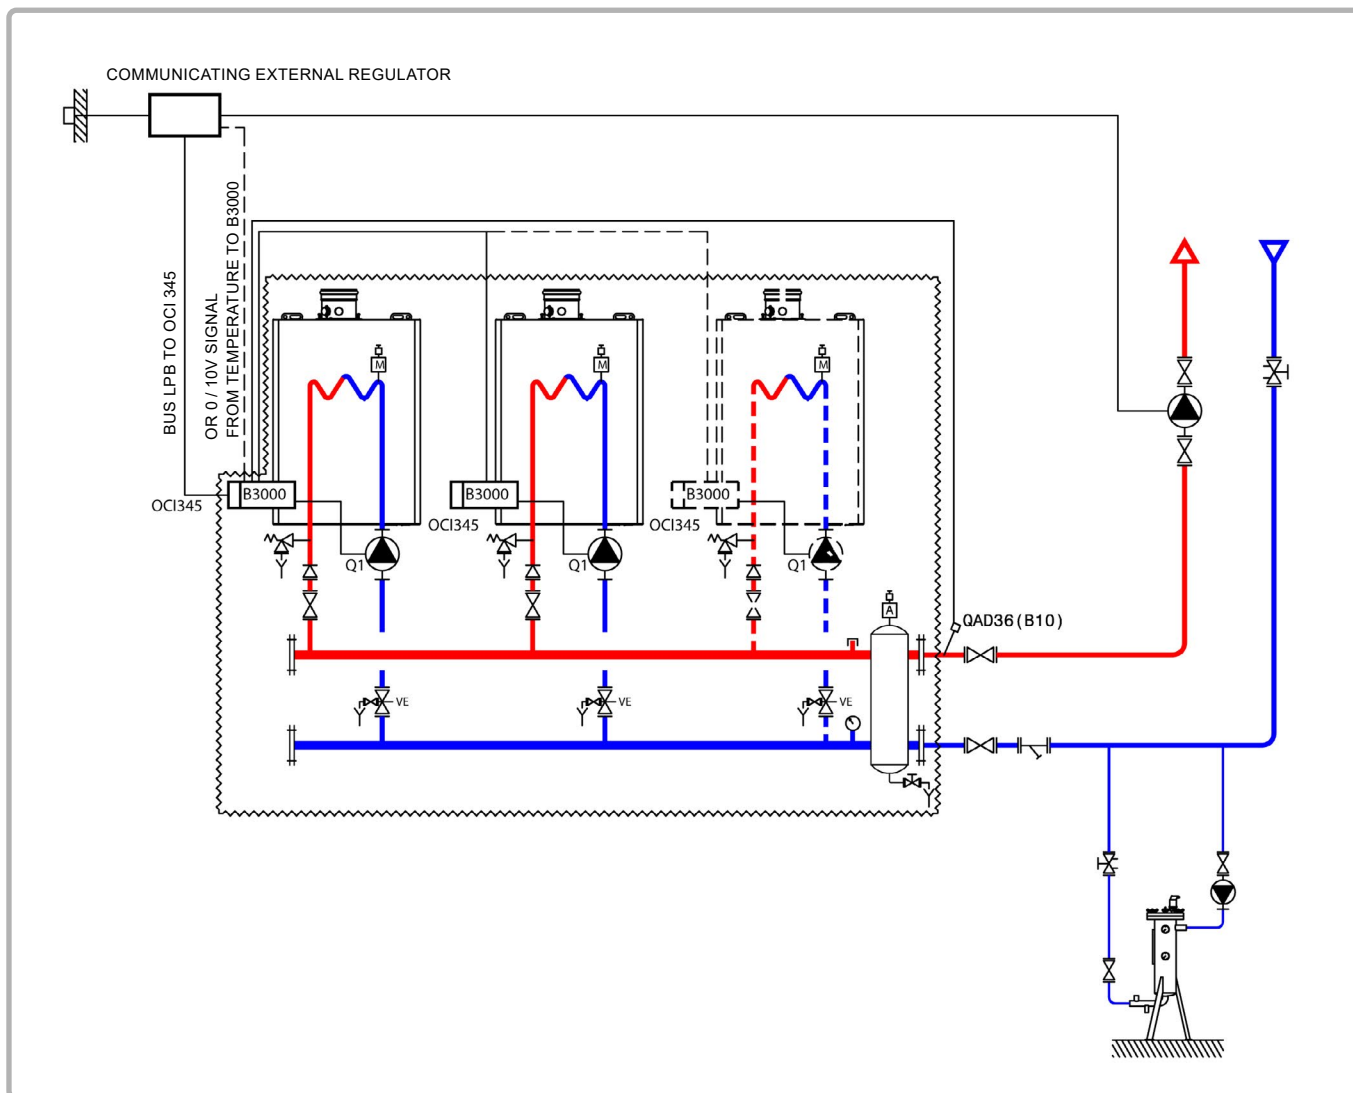 COMMUNICATING EXTERNAL REGULATOR
BUS LPB TO OCI 345
OR 0 / 10V SIGNAL
FROM TEMPERATURE TO B3000
M
M
M
B3000
B3000
B3000
OCI345
OCI345
OCI345
Q1
Q1
Q1
A
QAD36 (B10)
VE
VE
VE